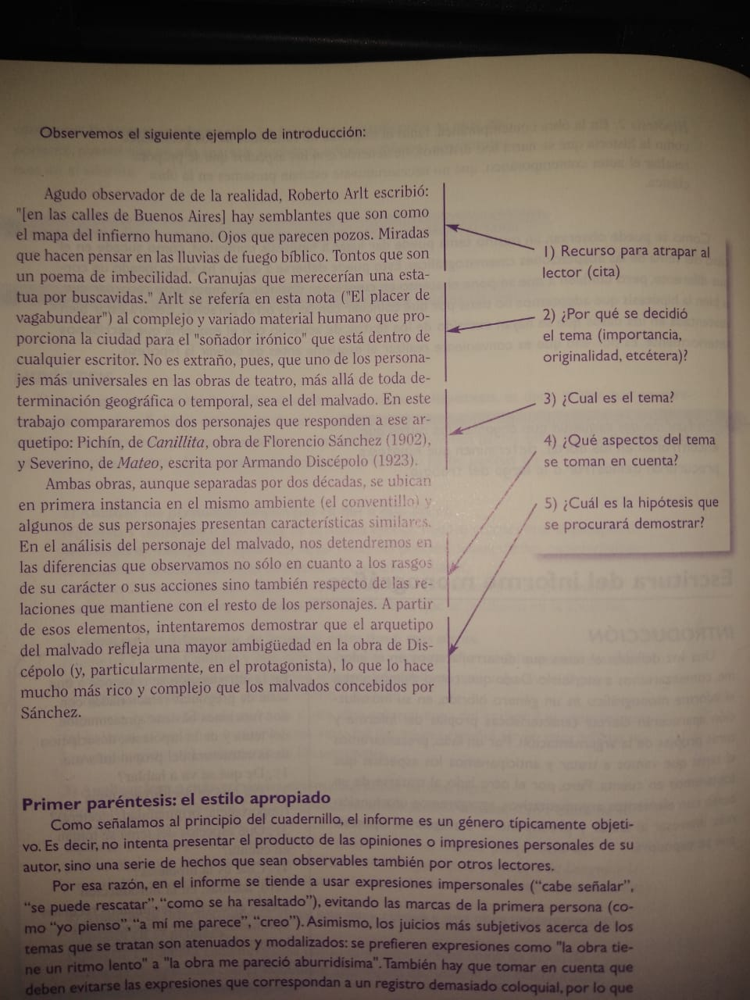 Observemos el siguiente ejemplo de introducción:
Agudo observador de de la realidad, Roberto Arlt escribió:
"[en las calles de Buenos Aires] hay semblantes que son como
el mapa del infierno humano. Ojos que parecen pozos. Miradas
que hacen pensar en las lluvias de fuego bíblico. Tontos que son
un poema de imbecilidad. Granujas que merecerían una esta-
tua por buscavidas." Arlt se refería en esta nota ("El placer de
vagabundear") al complejo y variado material humano que pro-
porciona la ciudad para el "soñador irónico" que está dentro de
cualquier escritor. No es extraño, pues, que uno de los persona-
jes más universales en las obras de teatro, más allá de toda de-
terminación geográfica o temporal, sea el del malvado. En este
trabajo compararemos dos personajes que responden a ese ar-
quetipo: Pichín, de Canillita, obra de Florencio Sánchez (1902),
y Severino, de Mateo, escrita por Armando Discépolo (1923).
Ambas obras, aunque separadas por dos décadas, se ubican
en primera instancia en el mismo ambiente (el conventillo) y
algunos de sus personajes presentan características similares.
En el análisis del personaje del malvado, nos detendremos en
las diferencias que observamos no sólo en cuanto a los rasgos
de su carácter o sus acciones sino también respecto de las re-
laciones que mantiene con el resto de los personajes. A partir
de esos elementos, intentaremos demostrar que el arquetipo
del malvado refleja una mayor ambigüedad en la obra de Dis-
cépolo (y, particularmente, en el protagonista), lo que lo hace
mucho más rico y complejo que los malvados concebidos por
Sánchez.
1) Recurso para atrapar al
lector (cita)
2) ¿Por qué se decidió
el tema (importancia,
originalidad, etcétera)?
3) ¿Cual es el tema?
4) ¿Qué aspectos del tema
se toman en cuenta?
5) ¿Cuál es la hipótesis que
se procurará demostrar?
Primer paréntesis: el estilo apropiado
Como señalamos al principio del cuadernillo, el informe es un género típicamente objeti-
vo. Es decir, no intenta presentar el producto de las opiniones o impresiones personales de su
autor, sino una serie de hechos que sean observables también por otros lectores.
Por esa razón, en el informe se tiende a usar expresiones impersonales ("cabe señalar",
"se puede rescatar", "como se ha resaltado"), evitando las marcas de la primera persona (co-
mo "yo pienso", "a mí me parece", "creo"). Asimismo, los juicios más subjetivos acerca de los
temas que se tratan son atenuados y modalizados: se prefieren expresiones como "la obra tie-
ne un ritmo lento" a "la obra me pareció aburridísima". También hay que tomar en cuenta que
deben evitarse las expresiones que correspondan a un registro demasiado coloquial, por lo que